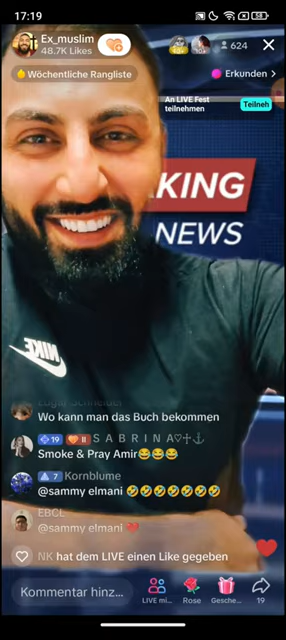 17:19
58
Ex_muslim
48.7K Likes
624
Wöchentliche Rangliste
Erkunden >
An LIVE Fest
teilnehmen
Teilneh
KING
NEWS
NIKE
Wo kann man das Buch bekommen
19 II S A B R I N A♡☥⚓
Smoke & Pray Amir😂😂😂
7 Kornblume
@sammy elmani 🤣🤣🤣🤣🤣🤣🤣
EBCL
@sammy elmani ❤️
NK hat dem LIVE einen Like gegeben
Kommentar hinz...
LIVE mi...
Rose
Gesche...
19